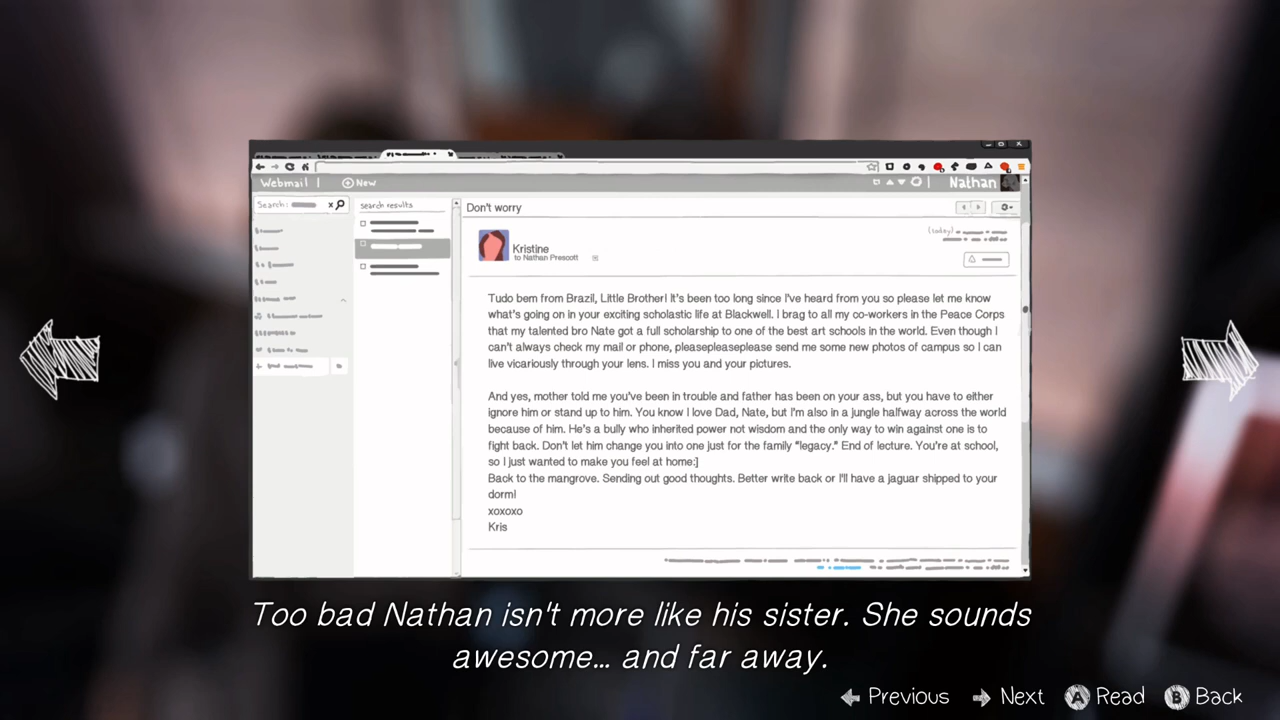 Webmail |
New
Nathan
Search:
x
search results
Don't worry
(today)
Kristine
to Nathan Prescott
Tudo bem from Brazil, Little Brother! It's been too long since I've heard from you so please let me know
what's going on in your exciting scholastic life at Blackwell. I brag to all my co-workers in the Peace Corps
that my talented bro Nate got a full scholarship to one of the best art schools in the world. Even though I
can't always check my mail or phone, pleasepleaseplease send me some new photos of campus so I can
live vicariously through your lens. I miss you and your pictures.
And yes, mother told me you've been in trouble and father has been on your ass, but you have to either
ignore him or stand up to him. You know I love Dad, Nate, but I'm also in a jungle halfway across the world
because of him. He's a bully who inherited power not wisdom and the only way to win against one is to
fight back. Don't let him change you into one just for the family "legacy." End of lecture. You're at school,
so I just wanted to make you feel at home:]
Back to the mangrove. Sending out good thoughts. Better write back or I'll have a jaguar shipped to your
dorm!
xoxoxo
Kris
Too bad Nathan isn't more like his sister. She sounds
awesome... and far away.
Previous
Next
A Read
B Back